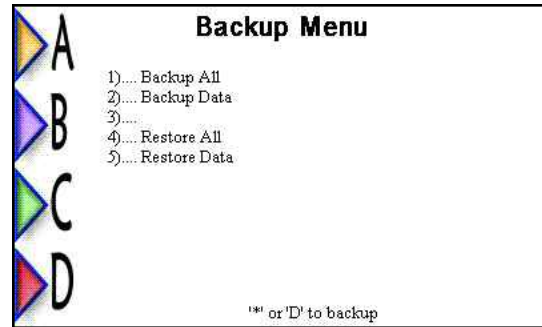 Backup Menu
A
1).... Backup All
2).... Backup Data
B
3)....
4).... Restore All
5).... Restore Data
C
D
'*' or 'D' to backup